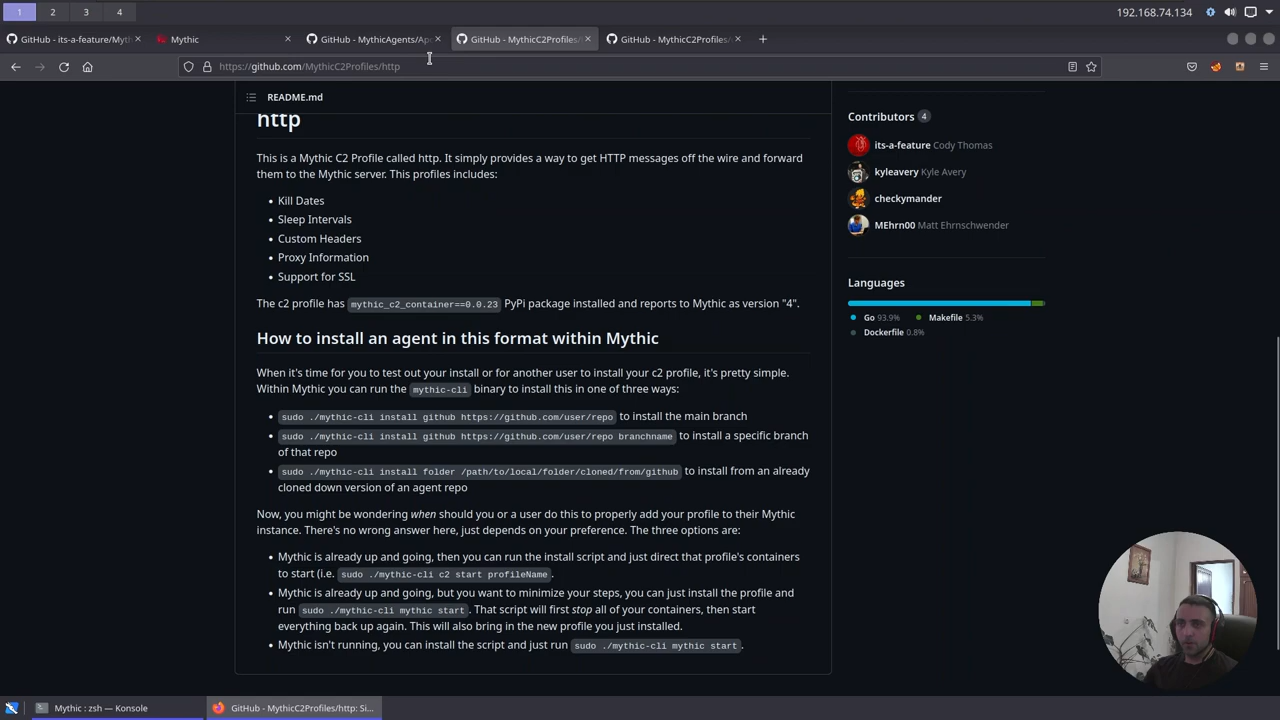 1 2 3 4 192.168.74.134
GitHub - its-a-feature/Myth Mythic GitHub - MythicAgents/Apo GitHub - MythicC2Profiles/ GitHub - MythicC2Profiles/
https://github.com/MythicC2Profiles/http
README.md
http
This is a Mythic C2 Profile called http. It simply provides a way to get HTTP messages off the wire and forward
them to the Mythic server. This profiles includes:
• Kill Dates
• Sleep Intervals
• Custom Headers
• Proxy Information
• Support for SSL
The c2 profile has mythic_c2_container==0.0.23 PyPi package installed and reports to Mythic as version "4".
How to install an agent in this format within Mythic
When it's time for you to test out your install or for another user to install your c2 profile, it's pretty simple.
Within Mythic you can run the mythic-cli binary to install this in one of three ways:
• sudo ./mythic-cli install github https://github.com/user/repo to install the main branch
• sudo ./mythic-cli install github https://github.com/user/repo branchname to install a specific branch
of that repo
• sudo ./mythic-cli install folder /path/to/local/folder/cloned/from/github to install from an already
cloned down version of an agent repo
Now, you might be wondering when should you or a user do this to properly add your profile to their Mythic
instance. There's no wrong answer here, just depends on your preference. The three options are:
• Mythic is already up and going, then you can run the install script and just direct that profile's containers
to start (i.e. sudo ./mythic-cli c2 start profileName.
• Mythic is already up and going, but you want to minimize your steps, you can just install the profile and
run sudo ./mythic-cli mythic start. That script will first stop all of your containers, then start
everything back up again. This will also bring in the new profile you just installed.
• Mythic isn't running, you can install the script and just run sudo ./mythic-cli mythic start.
Contributors 4
its-a-feature Cody Thomas
kyleavery Kyle Avery
checkymander
MEhrn00 Matt Ehrnschwender
Languages
Go 93.9% Makefile 5.3%
Dockerfile 0.8%
Mythic : zsh — Konsole GitHub - MythicC2Profiles/http: Si...